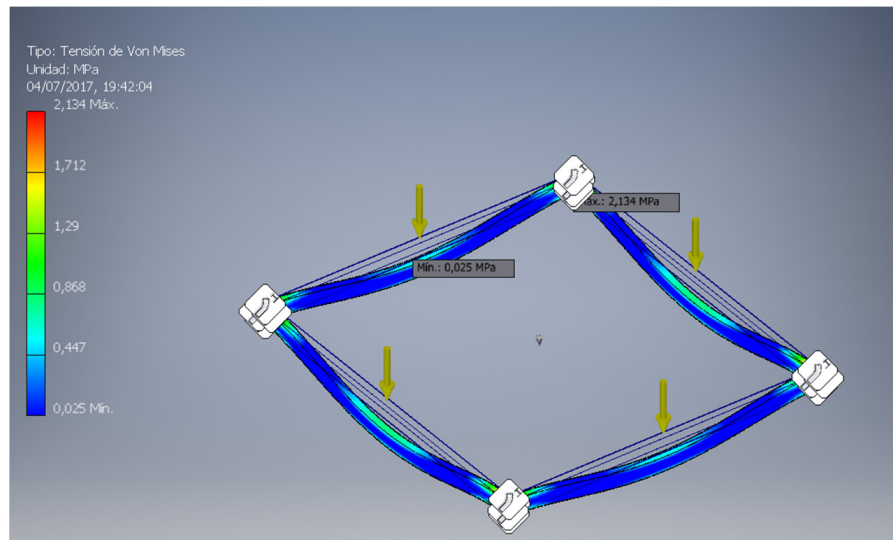 Tipo: Tensión de Von Mises
Unidad: MPa
04/07/2017, 19:42:04
2,134 Máx.
1,712
1,29
0,868
0,447
0,025 Mín.
Máx.: 2,134 MPa
Mín.: 0,025 MPa